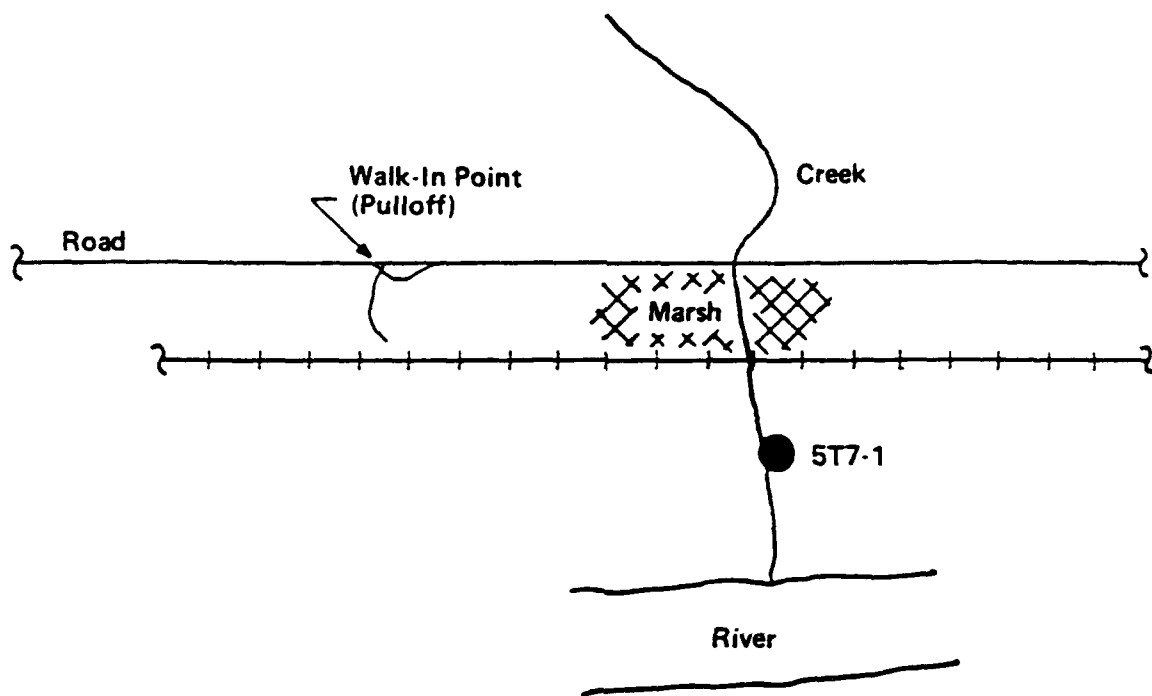 Walk-In Point
(Pulloff)
Creek
Road
Marsh
5T7-1
River